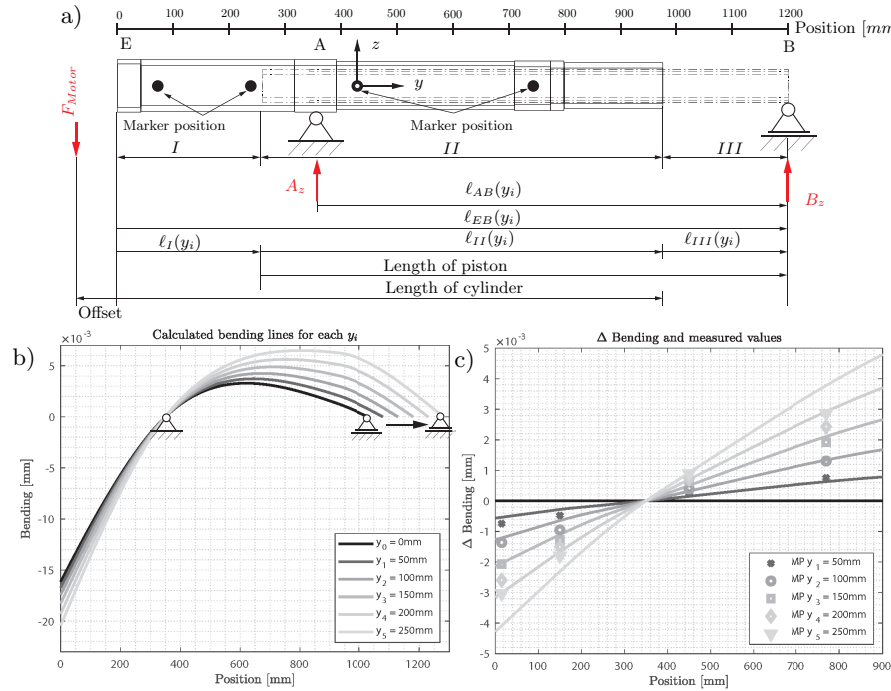 a)
0 100 200 300 400 500 600 700 800 900 1000 1100 1200
Position [mm
E A B
z
y
F_Motor
Marker position Marker position
I II III
A_z B_z
ℓ_AB(y_i)
ℓ_EB(y_i)
ℓ_I(y_i) ℓ_II(y_i) ℓ_III(y_i)
Length of piston
Length of cylinder
Offset
b)
×10⁻³
Calculated bending lines for each y_i
5
0
-5
-10
-15
-20
Bending [mm]
0 200 400 600 800 1000 1200
Position [mm]
y_0 = 0mm
y_1 = 50mm
y_2 = 100mm
y_3 = 150mm
y_4 = 200mm
y_5 = 250mm
c)
×10⁻³
Δ Bending and measured values
5
4
3
2
1
0
-1
-2
-3
-4
-5
Δ Bending [mm]
0 100 200 300 400 500 600 700 800 900
Position [mm]
MP y_1 = 50mm
MP y_2 = 100mm
MP y_3 = 150mm
MP y_4 = 200mm
MP y_5 = 250mm